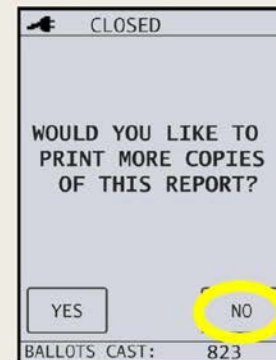 CLOSED
WOULD YOU LIKE TO
PRINT MORE COPIES
OF THIS REPORT?
YES NO
BALLOTS CAST: 823